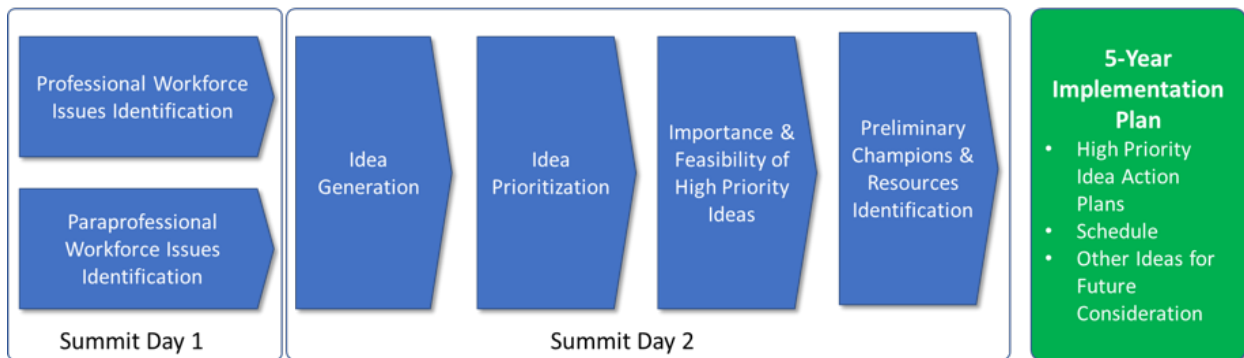 Professional Workforce
Issues Identification
Paraprofessional
Workforce Issues
Identification
Summit Day 1
Idea
Generation
Idea
Prioritization
Importance &
Feasibility of
High Priority
Ideas
Preliminary
Champions &
Resources
Identification
Summit Day 2
5-Year
Implementation
Plan
• High Priority
Idea Action
Plans
• Schedule
• Other Ideas for
Future
Consideration